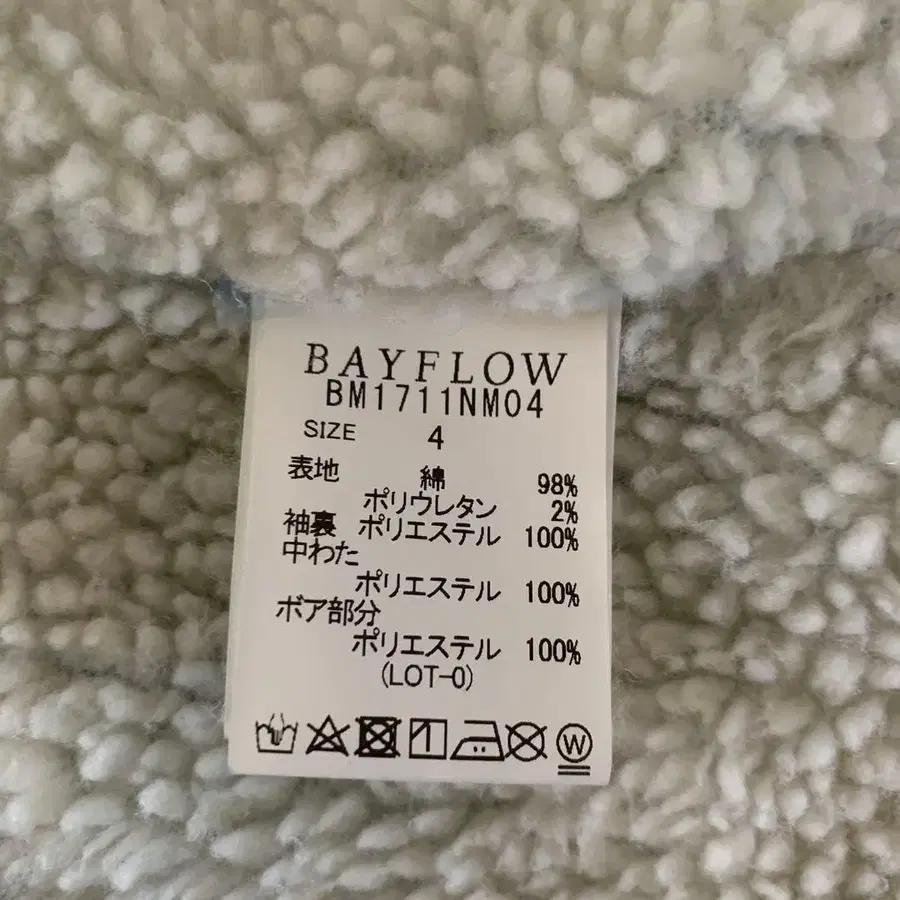 BAYFLOW
BM1711NM04
SIZE 4
表地 綿 98%
ポリウレタン 2%
袖裏 ポリエステル 100%
中わた
ポリエステル 100%
ボア部分
ポリエステル 100%
(LOT-0)
W